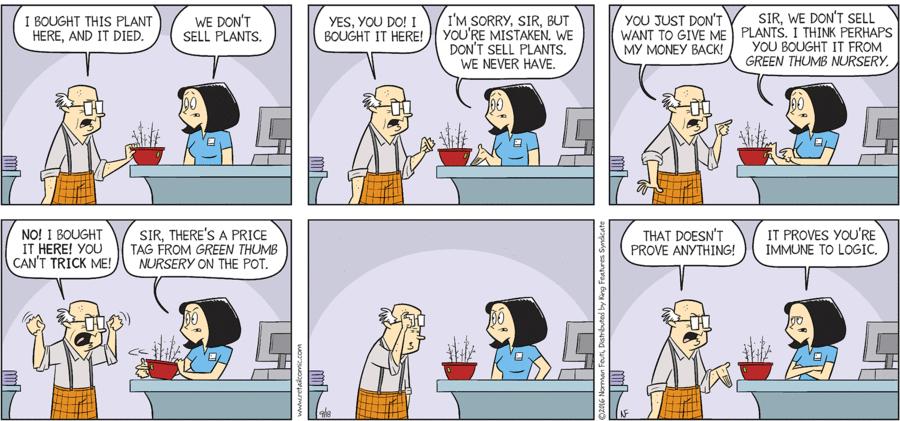 I BOUGHT THIS PLANT
HERE, AND IT DIED.
WE DON'T
SELL PLANTS.
YES, YOU DO! I
BOUGHT IT HERE!
I'M SORRY, SIR, BUT
YOU'RE MISTAKEN. WE
DON'T SELL PLANTS.
WE NEVER HAVE.
YOU JUST DON'T
WANT TO GIVE ME
MY MONEY BACK!
SIR, WE DON'T SELL
PLANTS. I THINK PERHAPS
YOU BOUGHT IT FROM
GREEN THUMB NURSERY.
NO! I BOUGHT
IT HERE! YOU
CAN'T TRICK ME!
SIR, THERE'S A PRICE
TAG FROM GREEN THUMB
NURSERY ON THE POT.
www.retailcomic.com
9/18
©2016 Norman Feuti, Distributed by King Features Syndicate
THAT DOESN'T
PROVE ANYTHING!
IT PROVES YOU'RE
IMMUNE TO LOGIC.
NF